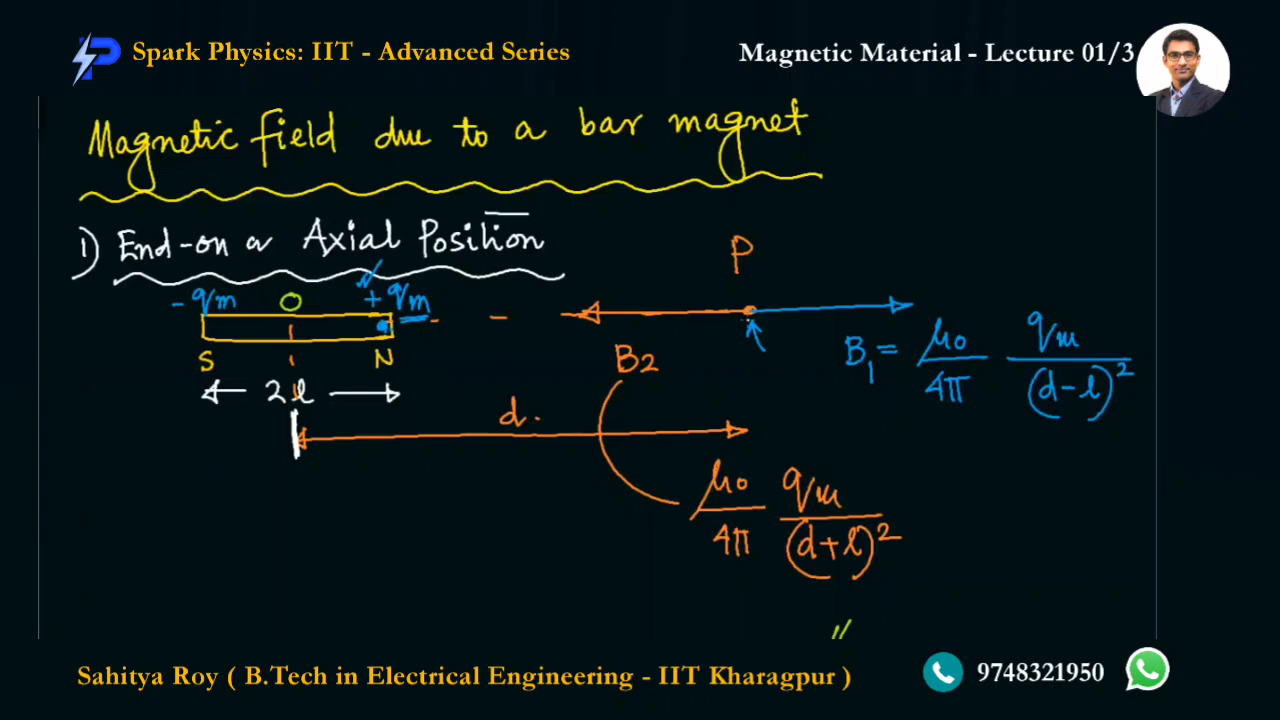 Spark Physics: IIT - Advanced Series
Magnetic Material - Lecture 01/3
Magnetic field due to a bar magnet
1) End-on or Axial Position
P
- qm O + qm
S N
2l
B2
B1 = μ0/4π qm/(d-l)²
d.
μ0/4π qm/(d+l)²
Sahitya Roy ( B.Tech in Electrical Engineering - IIT Kharagpur )
9748321950